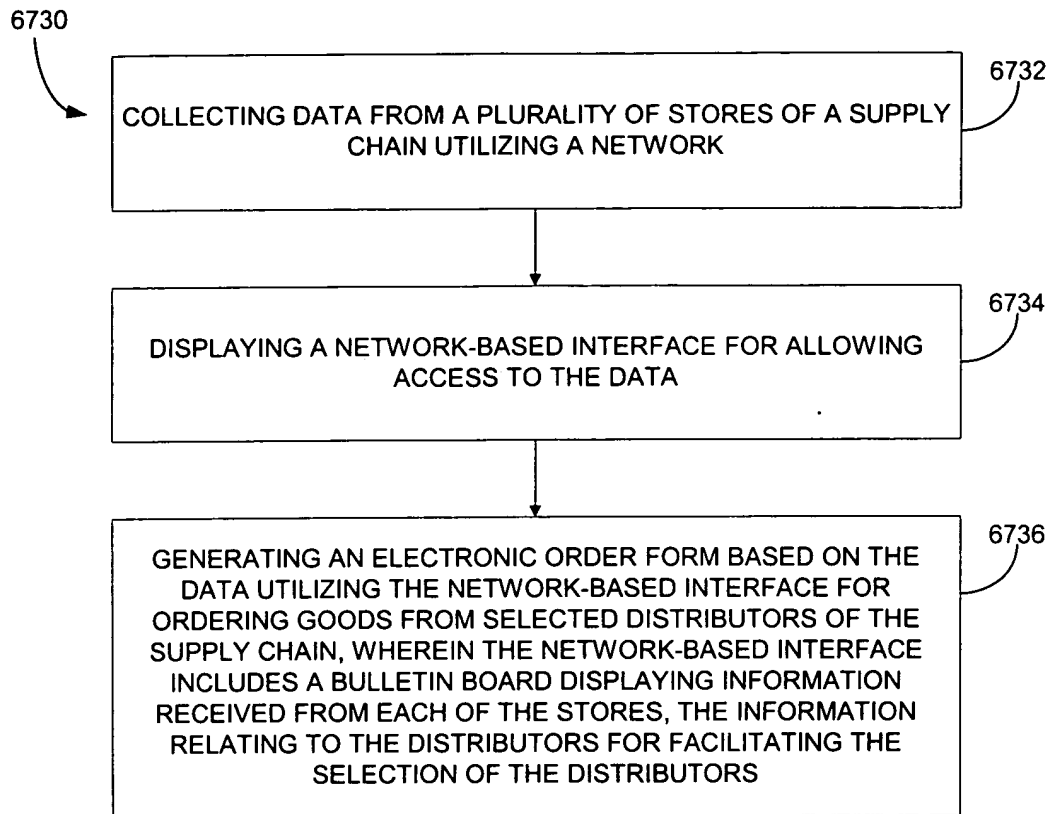 6730
6732
COLLECTING DATA FROM A PLURALITY OF STORES OF A SUPPLY
CHAIN UTILIZING A NETWORK
6734
DISPLAYING A NETWORK-BASED INTERFACE FOR ALLOWING
ACCESS TO THE DATA
6736
GENERATING AN ELECTRONIC ORDER FORM BASED ON THE
DATA UTILIZING THE NETWORK-BASED INTERFACE FOR
ORDERING GOODS FROM SELECTED DISTRIBUTORS OF THE
SUPPLY CHAIN, WHEREIN THE NETWORK-BASED INTERFACE
INCLUDES A BULLETIN BOARD DISPLAYING INFORMATION
RECEIVED FROM EACH OF THE STORES, THE INFORMATION
RELATING TO THE DISTRIBUTORS FOR FACILITATING THE
SELECTION OF THE DISTRIBUTORS